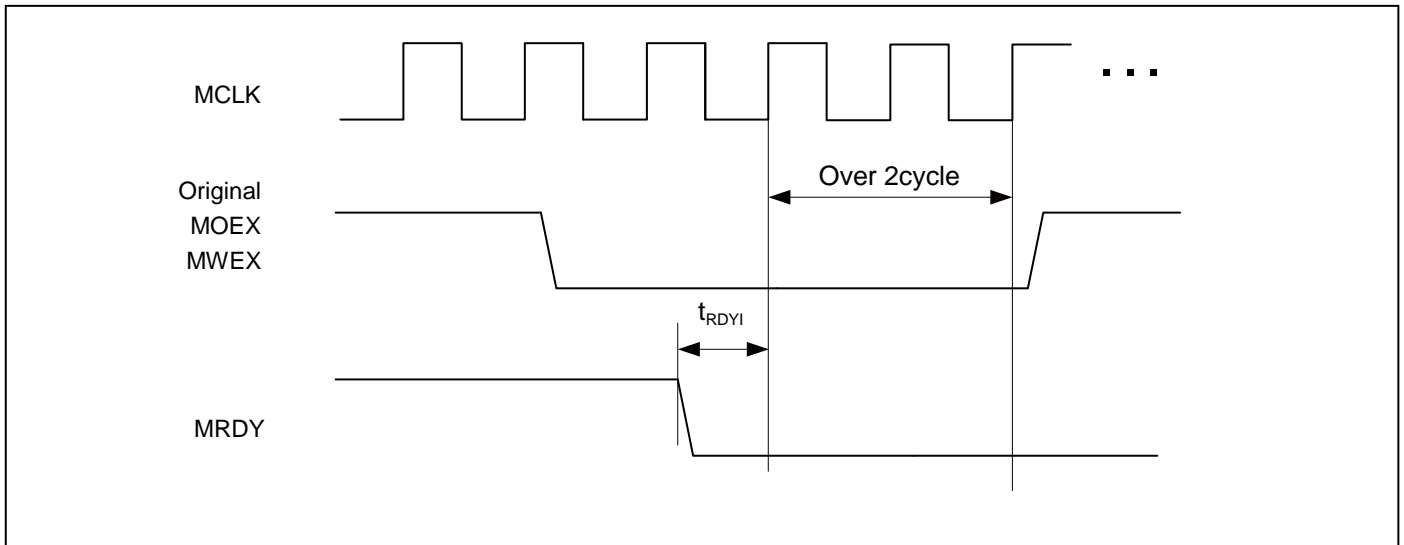 MCLK
Over 2cycle
Original
MOEX
MWEX
tRDYI
MRDY